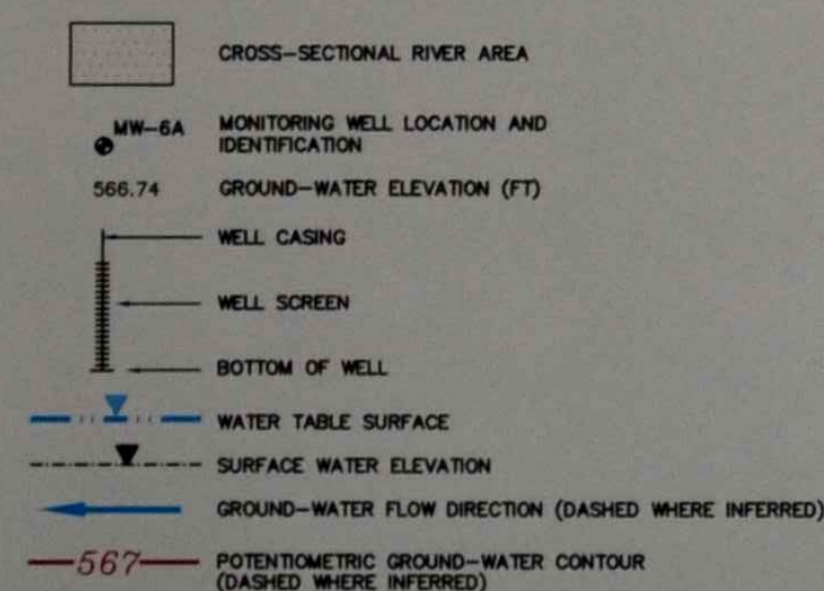 CROSS-SECTIONAL RIVER AREA
MW-6A
MONITORING WELL LOCATION AND
IDENTIFICATION
566.74 GROUND-WATER ELEVATION (FT)
WELL CASING
WELL SCREEN
BOTTOM OF WELL
WATER TABLE SURFACE
SURFACE WATER ELEVATION
GROUND-WATER FLOW DIRECTION (DASHED WHERE INFERRED)
567 POTENTIOMETRIC GROUND-WATER CONTOUR
(DASHED WHERE INFERRED)